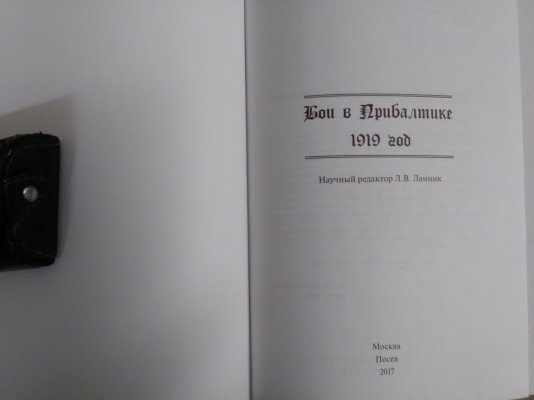 Бои в Прибалтике
1919 год
Научный редактор Л.В. Ланник
Москва
Посев
2017